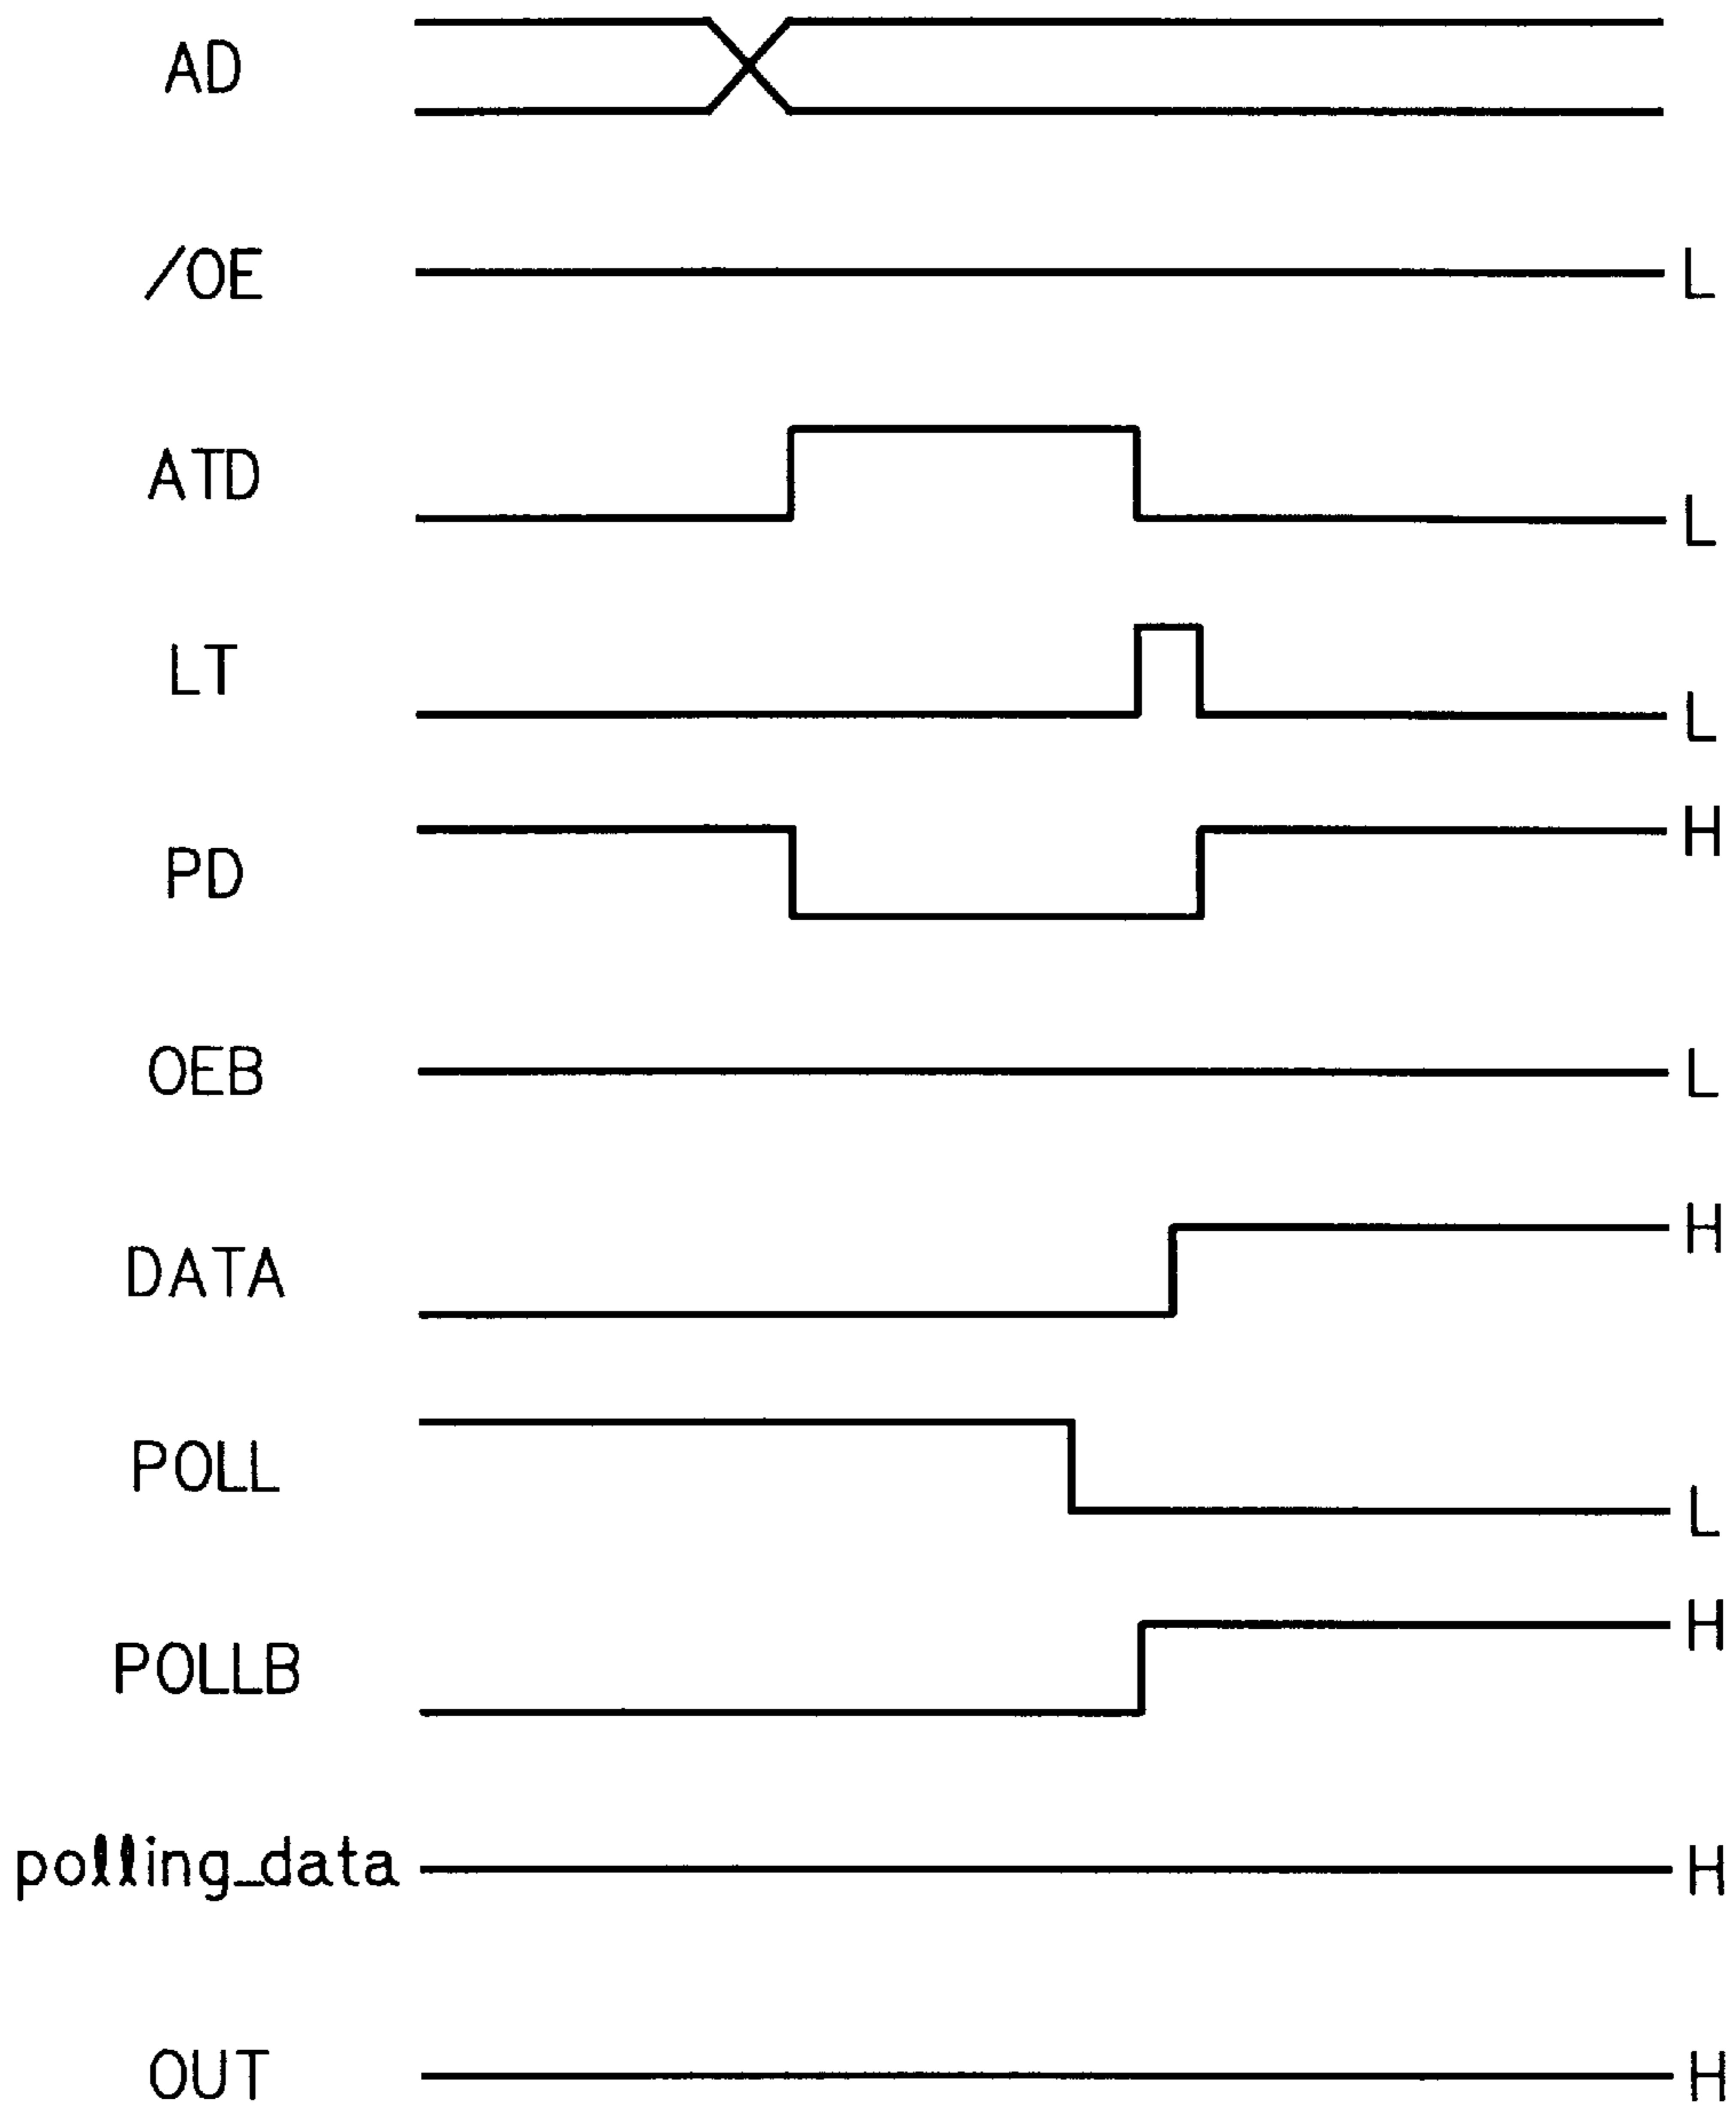 AD
/OE L
ATD L
LT L
PD H
OEB L
DATA H
POLL L
POLLB H
polling_data H
OUT H